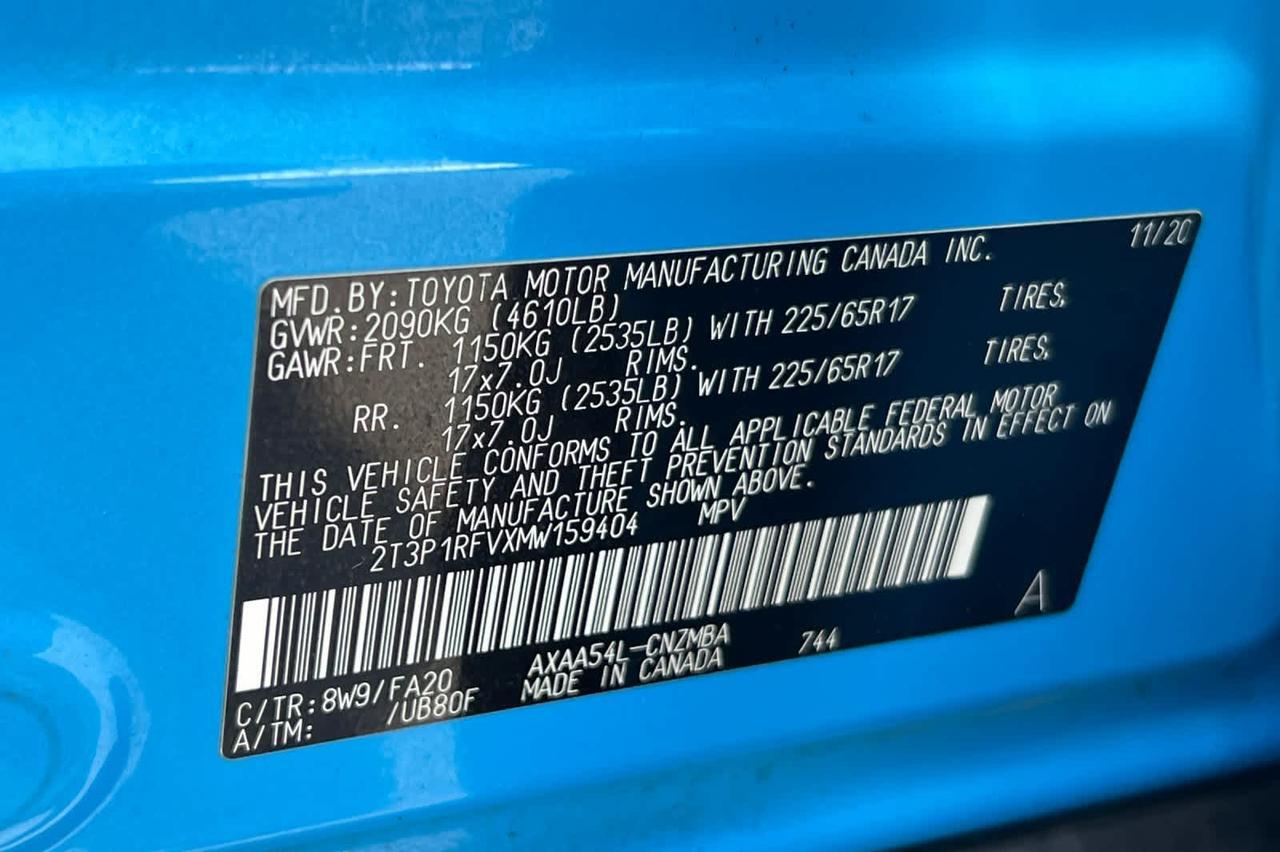 11/20
MFD. BY: TOYOTA MOTOR MANUFACTURING CANADA INC.
GVWR: 2090KG (4610LB)
GAWR: FRT. 1150KG (2535LB) WITH 225/65R17 TIRES.
17x7.0J RIMS.
RR. 1150KG (2535LB) WITH 225/65R17 TIRES.
17x7.0J RIMS.
THIS VEHICLE CONFORMS TO ALL APPLICABLE FEDERAL MOTOR
VEHICLE SAFETY AND THEFT PREVENTION STANDARDS IN EFFECT ON
THE DATE OF MANUFACTURE SHOWN ABOVE.
2T3P1RFVXMW159404 MPV
A
C/TR: 8W9/FA20 AXAA54L-CNZMBA 744
A/TM: /UB80F MADE IN CANADA